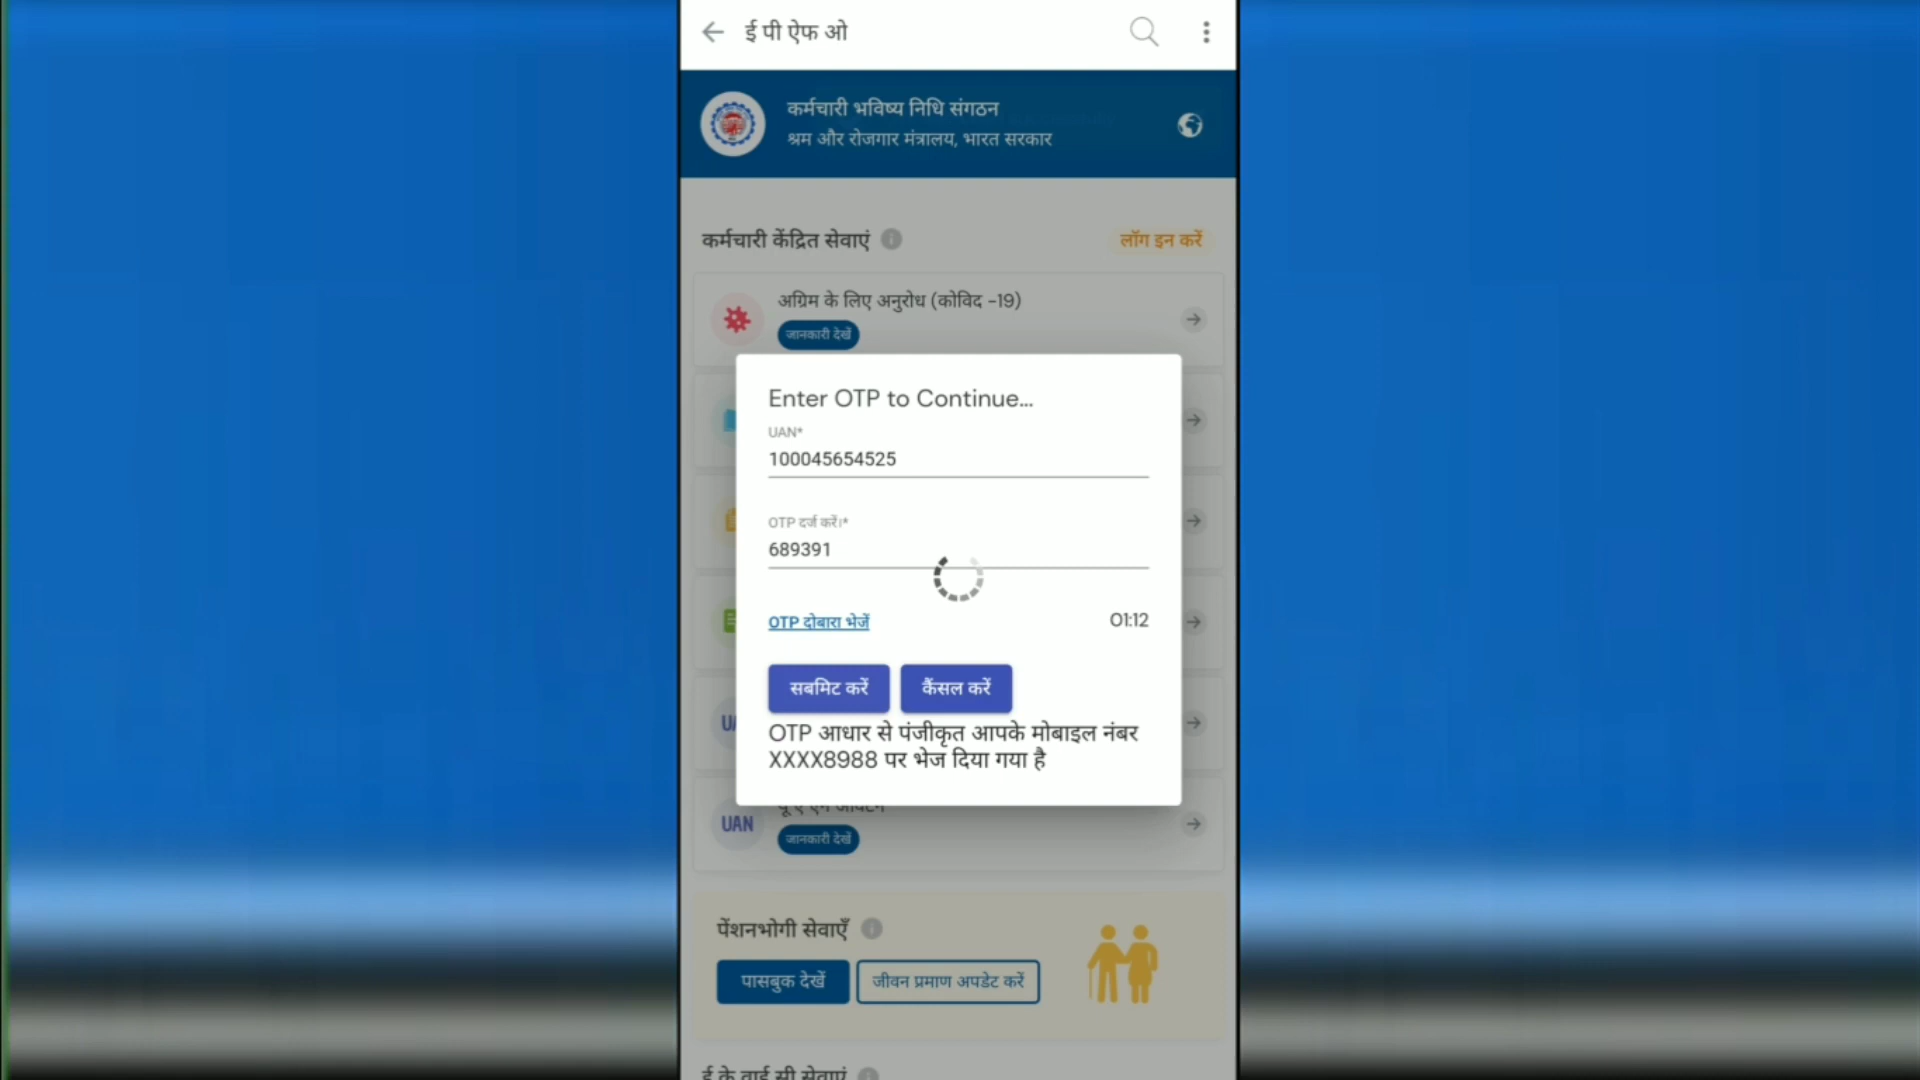 ई पी ऐफ ओ
कर्मचारी भविष्य निधि संगठन
श्रम और रोजगार मंत्रालय, भारत सरकार
कर्मचारी केंद्रित सेवाएं
लॉग इन करें
अग्रिम के लिए अनुरोध (कोविद -19)
जानकारी देखें
Enter OTP to Continue...
UAN*
100045654525
OTP दर्ज करें।*
689391
OTP दोबारा भेजें
01:12
सबमिट करें
कैंसल करें
OTP आधार से पंजीकृत आपके मोबाइल नंबर
XXXX8988 पर भेज दिया गया है
UAN
जानकारी देखें
पेंशनभोगी सेवाएँ
पासबुक देखें
जीवन प्रमाण अपडेट करें
ई के वाई सी सेवाएं